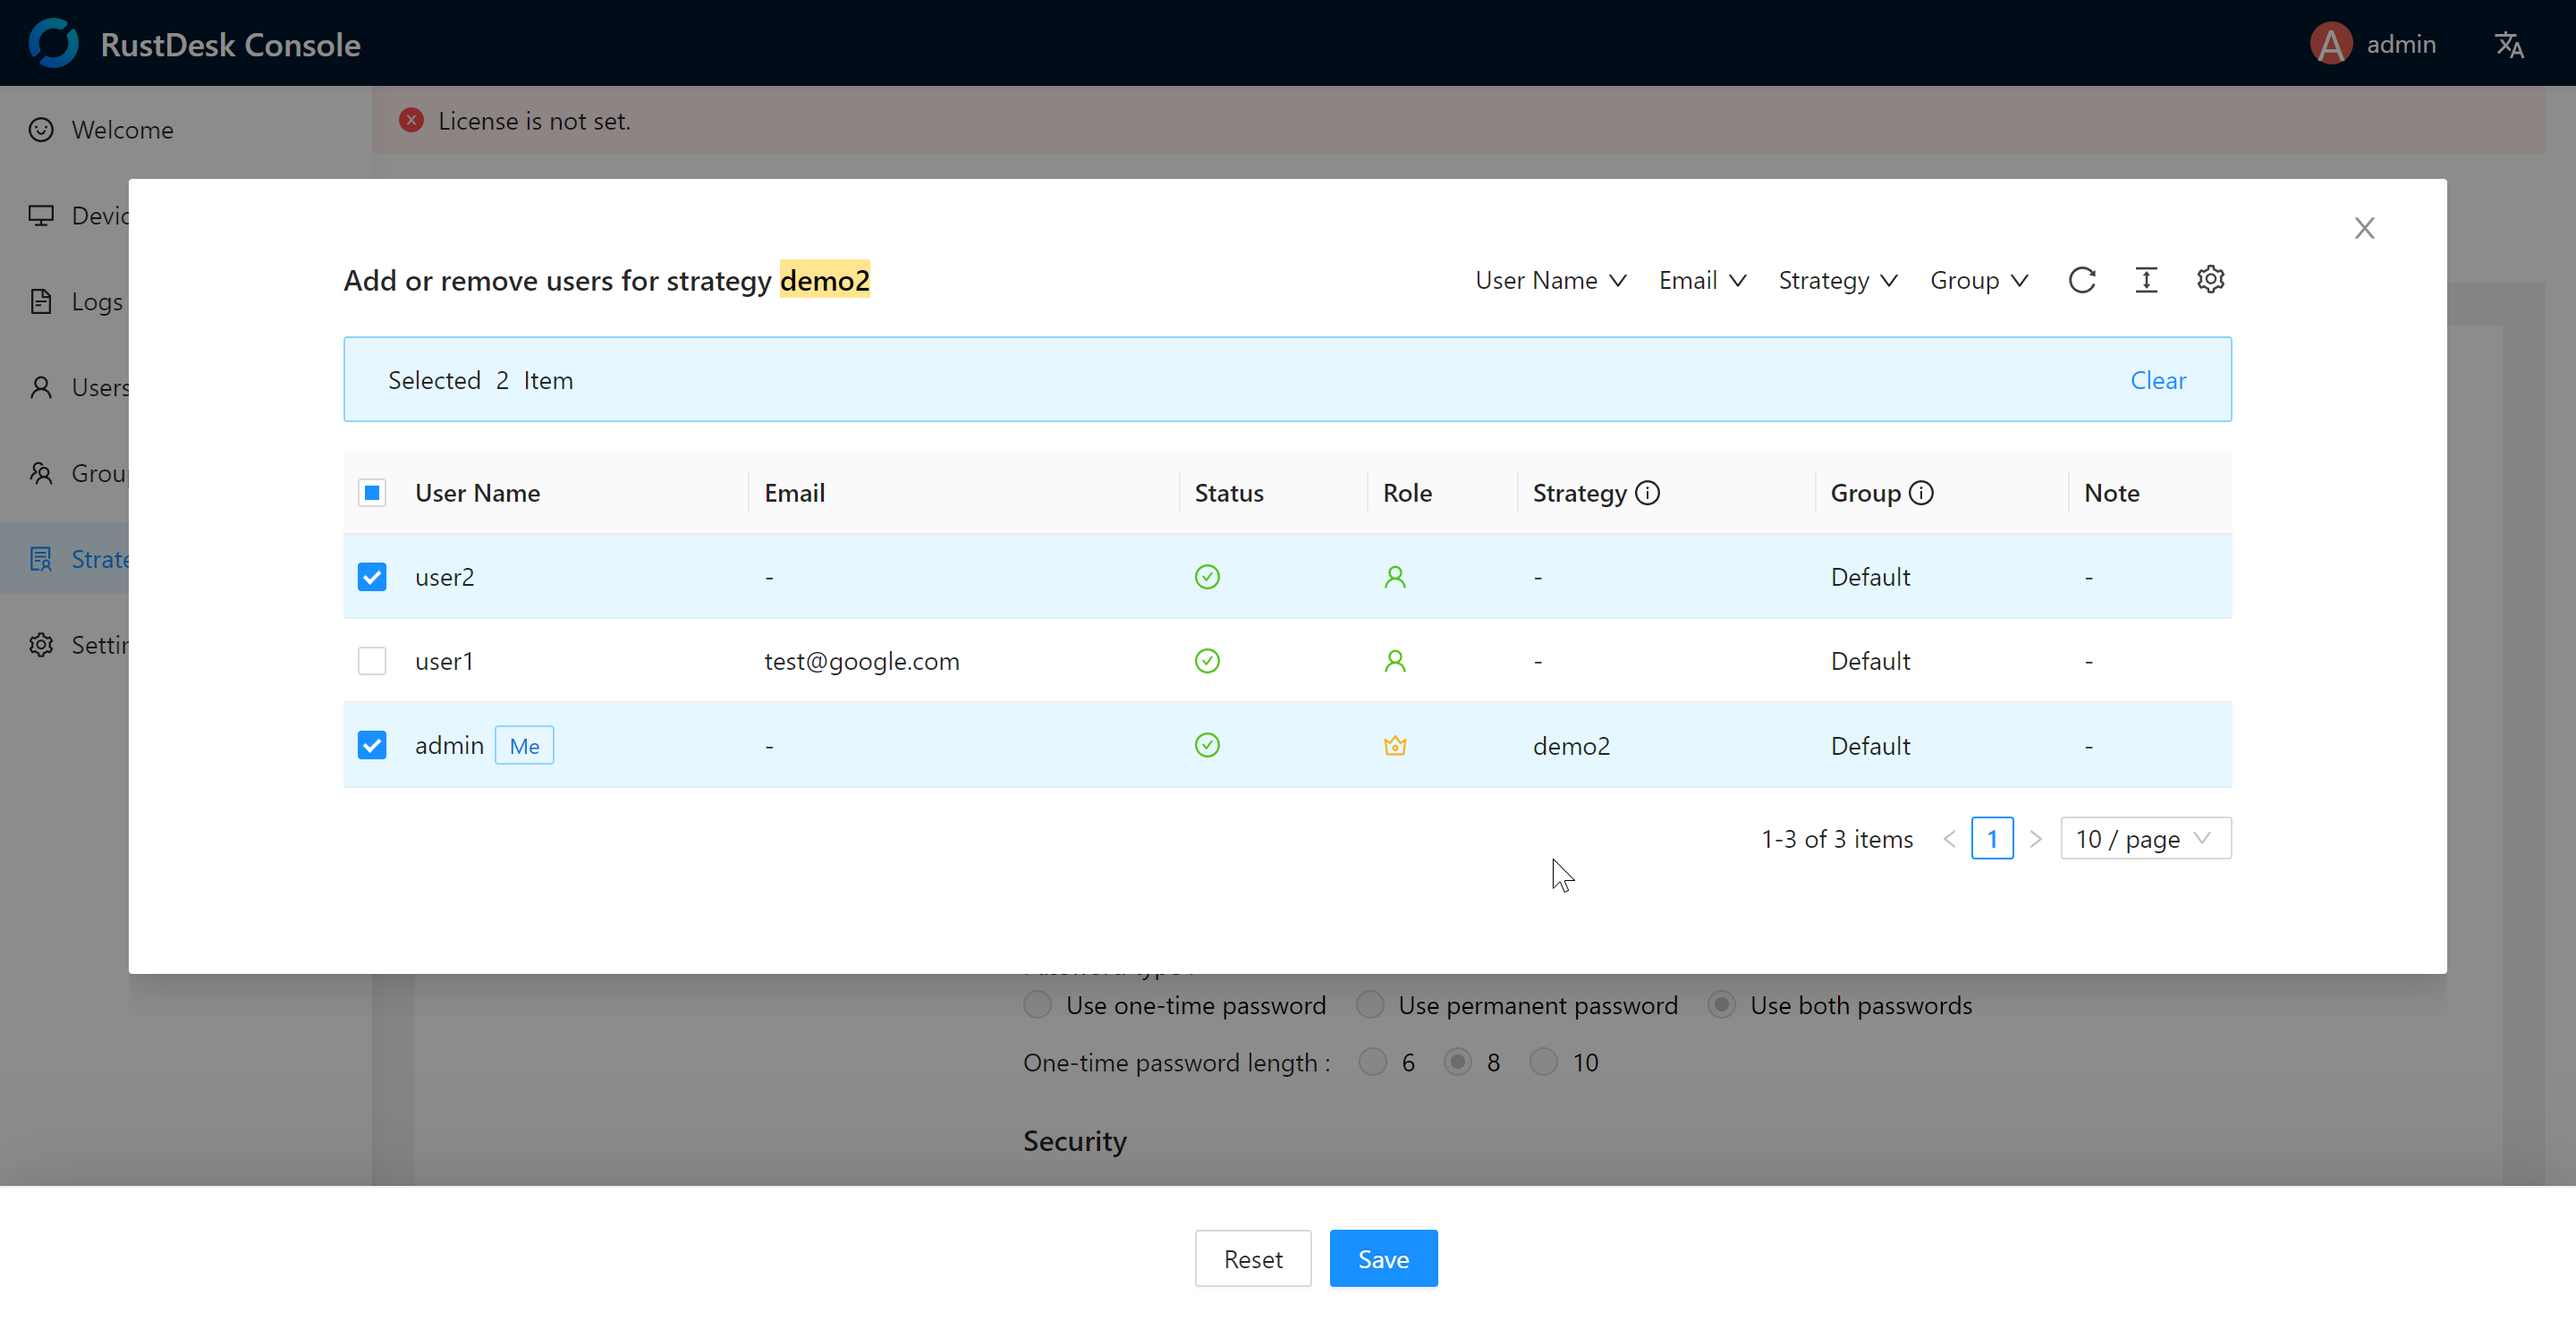 RustDesk Console
A admin
License is not set.
Welcome
Devic
Logs
Users
Grou
Strate
Settin
Add or remove users for strategy demo2
User Name Email Strategy Group
Selected 2 Item Clear
User Name Email Status Role Strategy Group Note
user2 - - Default -
user1 test@google.com - Default -
admin Me - demo2 Default -
1-3 of 3 items 1 10 / page
Use one-time password Use permanent password Use both passwords
One-time password length : 6 8 10
Security
Reset Save